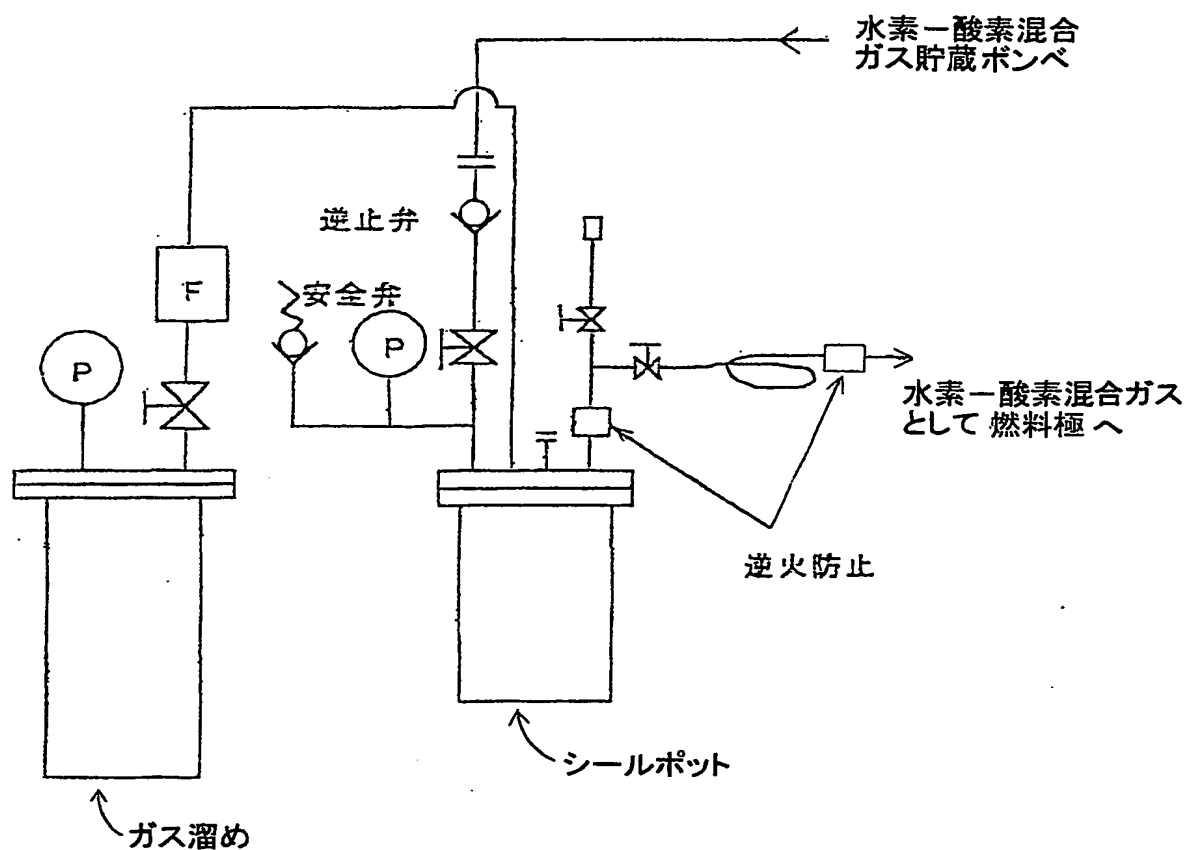 水素－酸素混合
ガス貯蔵ボンベ
逆止弁
F
安全弁
P
P
水素－酸素混合ガス
として 燃料極 へ
逆火防止
シールポット
ガス溜め